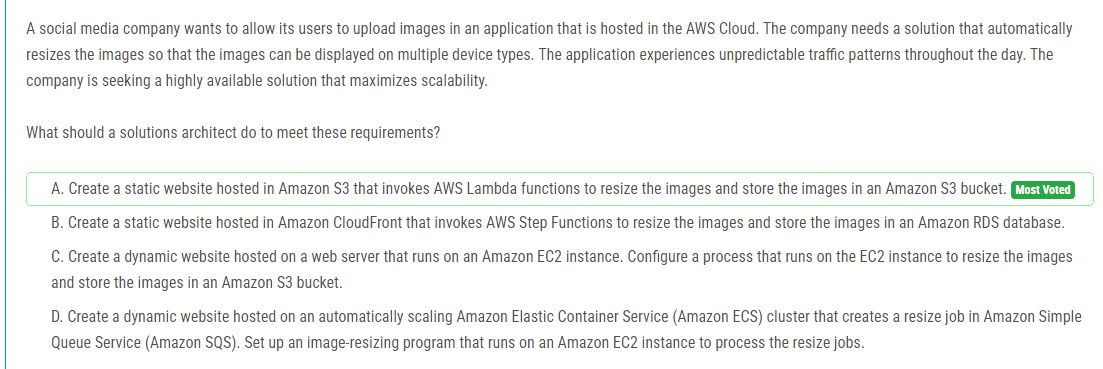 A social media company wants to allow its users to upload images in an application that is hosted in the AWS Cloud. The company needs a solution that automatically
resizes the images so that the images can be displayed on multiple device types. The application experiences unpredictable traffic patterns throughout the day. The
company is seeking a highly available solution that maximizes scalability.
What should a solutions architect do to meet these requirements?
A. Create a static website hosted in Amazon S3 that invokes AWS Lambda functions to resize the images and store the images in an Amazon S3 bucket. Most Voted
B. Create a static website hosted in Amazon CloudFront that invokes AWS Step Functions to resize the images and store the images in an Amazon RDS database.
C. Create a dynamic website hosted on a web server that runs on an Amazon EC2 instance. Configure a process that runs on the EC2 instance to resize the images
and store the images in an Amazon S3 bucket.
D. Create a dynamic website hosted on an automatically scaling Amazon Elastic Container Service (Amazon ECS) cluster that creates a resize job in Amazon Simple
Queue Service (Amazon SQS). Set up an image-resizing program that runs on an Amazon EC2 instance to process the resize jobs.